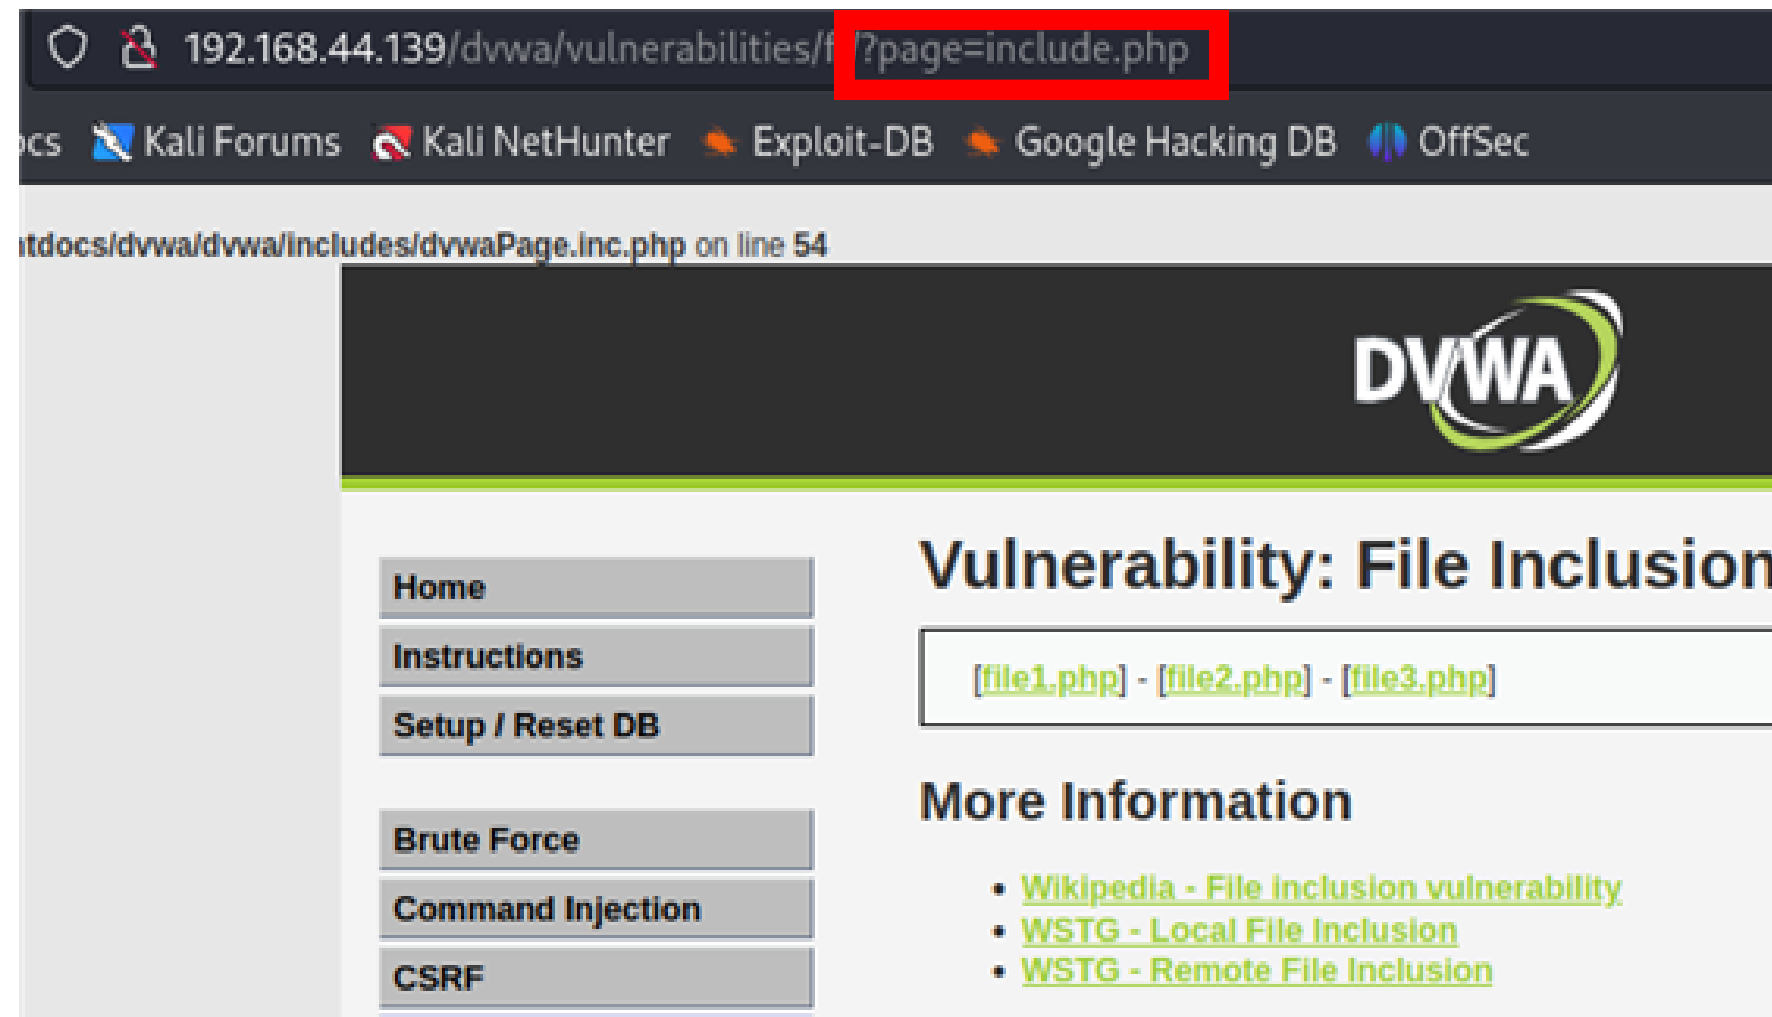 192.168.44.139/dvwa/vulnerabilities/f /?page=include.php
ocs Kali Forums Kali NetHunter Exploit-DB Google Hacking DB OffSec
tdocs/dvwa/dvwa/includes/dvwaPage.inc.php on line 54
DVWA
Vulnerability: File Inclusion
Home
Instructions
Setup / Reset DB
[file1.php] - [file2.php] - [file3.php]
More Information
Brute Force
Command Injection
CSRF
• Wikipedia - File inclusion vulnerability
• WSTG - Local File Inclusion
• WSTG - Remote File Inclusion